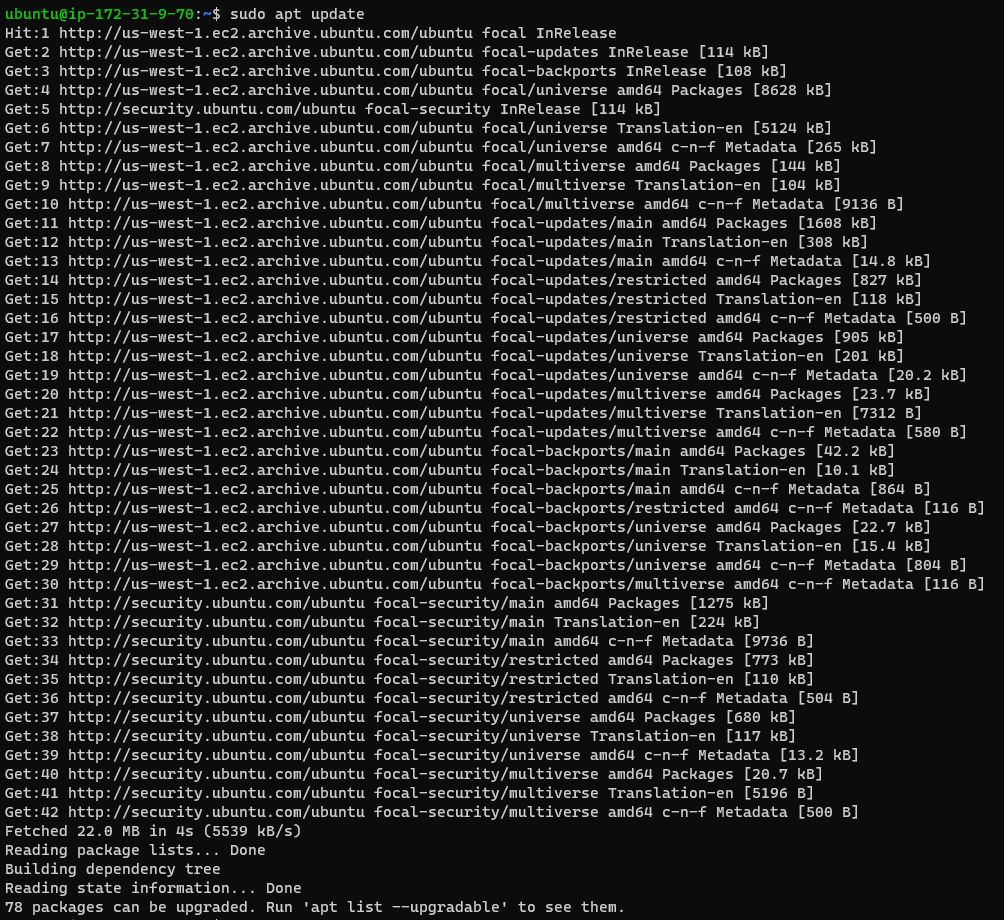 ubuntu@ip-172-31-9-70:~$ sudo apt update
Hit:1 http://us-west-1.ec2.archive.ubuntu.com/ubuntu focal InRelease
Get:2 http://us-west-1.ec2.archive.ubuntu.com/ubuntu focal-updates InRelease [114 kB]
Get:3 http://us-west-1.ec2.archive.ubuntu.com/ubuntu focal-backports InRelease [108 kB]
Get:4 http://us-west-1.ec2.archive.ubuntu.com/ubuntu focal/universe amd64 Packages [8628 kB]
Get:5 http://security.ubuntu.com/ubuntu focal-security InRelease [114 kB]
Get:6 http://us-west-1.ec2.archive.ubuntu.com/ubuntu focal/universe Translation-en [5124 kB]
Get:7 http://us-west-1.ec2.archive.ubuntu.com/ubuntu focal/universe amd64 c-n-f Metadata [265 kB]
Get:8 http://us-west-1.ec2.archive.ubuntu.com/ubuntu focal/multiverse amd64 Packages [144 kB]
Get:9 http://us-west-1.ec2.archive.ubuntu.com/ubuntu focal/multiverse Translation-en [104 kB]
Get:10 http://us-west-1.ec2.archive.ubuntu.com/ubuntu focal/multiverse amd64 c-n-f Metadata [9136 B]
Get:11 http://us-west-1.ec2.archive.ubuntu.com/ubuntu focal-updates/main amd64 Packages [1608 kB]
Get:12 http://us-west-1.ec2.archive.ubuntu.com/ubuntu focal-updates/main Translation-en [308 kB]
Get:13 http://us-west-1.ec2.archive.ubuntu.com/ubuntu focal-updates/main amd64 c-n-f Metadata [14.8 kB]
Get:14 http://us-west-1.ec2.archive.ubuntu.com/ubuntu focal-updates/restricted amd64 Packages [827 kB]
Get:15 http://us-west-1.ec2.archive.ubuntu.com/ubuntu focal-updates/restricted Translation-en [118 kB]
Get:16 http://us-west-1.ec2.archive.ubuntu.com/ubuntu focal-updates/restricted amd64 c-n-f Metadata [500 B]
Get:17 http://us-west-1.ec2.archive.ubuntu.com/ubuntu focal-updates/universe amd64 Packages [905 kB]
Get:18 http://us-west-1.ec2.archive.ubuntu.com/ubuntu focal-updates/universe Translation-en [201 kB]
Get:19 http://us-west-1.ec2.archive.ubuntu.com/ubuntu focal-updates/universe amd64 c-n-f Metadata [20.2 kB]
Get:20 http://us-west-1.ec2.archive.ubuntu.com/ubuntu focal-updates/multiverse amd64 Packages [23.7 kB]
Get:21 http://us-west-1.ec2.archive.ubuntu.com/ubuntu focal-updates/multiverse Translation-en [7312 B]
Get:22 http://us-west-1.ec2.archive.ubuntu.com/ubuntu focal-updates/multiverse amd64 c-n-f Metadata [580 B]
Get:23 http://us-west-1.ec2.archive.ubuntu.com/ubuntu focal-backports/main amd64 Packages [42.2 kB]
Get:24 http://us-west-1.ec2.archive.ubuntu.com/ubuntu focal-backports/main Translation-en [10.1 kB]
Get:25 http://us-west-1.ec2.archive.ubuntu.com/ubuntu focal-backports/main amd64 c-n-f Metadata [864 B]
Get:26 http://us-west-1.ec2.archive.ubuntu.com/ubuntu focal-backports/restricted amd64 c-n-f Metadata [116 B]
Get:27 http://us-west-1.ec2.archive.ubuntu.com/ubuntu focal-backports/universe amd64 Packages [22.7 kB]
Get:28 http://us-west-1.ec2.archive.ubuntu.com/ubuntu focal-backports/universe Translation-en [15.4 kB]
Get:29 http://us-west-1.ec2.archive.ubuntu.com/ubuntu focal-backports/universe amd64 c-n-f Metadata [804 B]
Get:30 http://us-west-1.ec2.archive.ubuntu.com/ubuntu focal-backports/multiverse amd64 c-n-f Metadata [116 B]
Get:31 http://security.ubuntu.com/ubuntu focal-security/main amd64 Packages [1275 kB]
Get:32 http://security.ubuntu.com/ubuntu focal-security/main Translation-en [224 kB]
Get:33 http://security.ubuntu.com/ubuntu focal-security/main amd64 c-n-f Metadata [9736 B]
Get:34 http://security.ubuntu.com/ubuntu focal-security/restricted amd64 Packages [773 kB]
Get:35 http://security.ubuntu.com/ubuntu focal-security/restricted Translation-en [110 kB]
Get:36 http://security.ubuntu.com/ubuntu focal-security/restricted amd64 c-n-f Metadata [504 B]
Get:37 http://security.ubuntu.com/ubuntu focal-security/universe amd64 Packages [680 kB]
Get:38 http://security.ubuntu.com/ubuntu focal-security/universe Translation-en [117 kB]
Get:39 http://security.ubuntu.com/ubuntu focal-security/universe amd64 c-n-f Metadata [13.2 kB]
Get:40 http://security.ubuntu.com/ubuntu focal-security/multiverse amd64 Packages [20.7 kB]
Get:41 http://security.ubuntu.com/ubuntu focal-security/multiverse Translation-en [5196 B]
Get:42 http://security.ubuntu.com/ubuntu focal-security/multiverse amd64 c-n-f Metadata [500 B]
Fetched 22.0 MB in 4s (5539 kB/s)
Reading package lists... Done
Building dependency tree
Reading state information... Done
78 packages can be upgraded. Run 'apt list --upgradable' to see them.